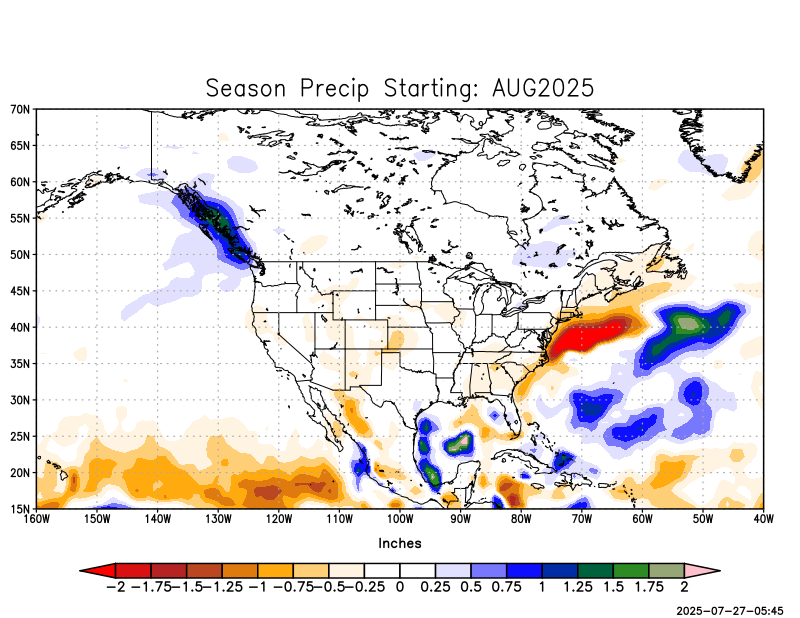 Season Precip Starting: AUG2025
70N
65N
60N
55N
50N
45N
40N
35N
30N
25N
20N
15N
160W 150W 140W 130W 120W 110W 100W 90W 80W 70W 60W 50W 40W
Inches
-2 -1.75 -1.5 -1.25 -1 -0.75 -0.5 -0.25 0 0.25 0.5 0.75 1 1.25 1.5 1.75 2
2025-07-27-05:45